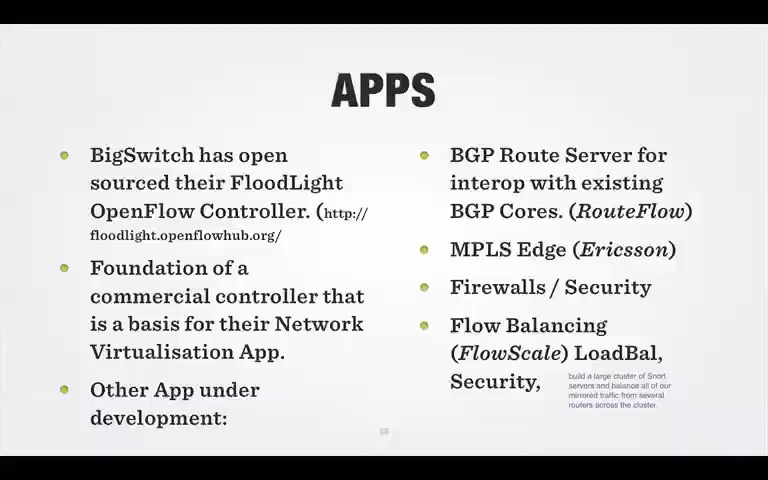 APPS
BigSwitch has open
sourced their FloodLight
OpenFlow Controller. (http://
floodlight.openflowhub.org/
Foundation of a
commercial controller that
is a basis for their Network
Virtualisation App.
Other App under
development:
BGP Route Server for
interop with existing
BGP Cores. (RouteFlow)
MPLS Edge (Ericsson)
Firewalls / Security
Flow Balancing
(FlowScale) LoadBal,
Security,
build a large cluster of Snort
servers and balance all of our
mirrored traffic from several
routers across the cluster.